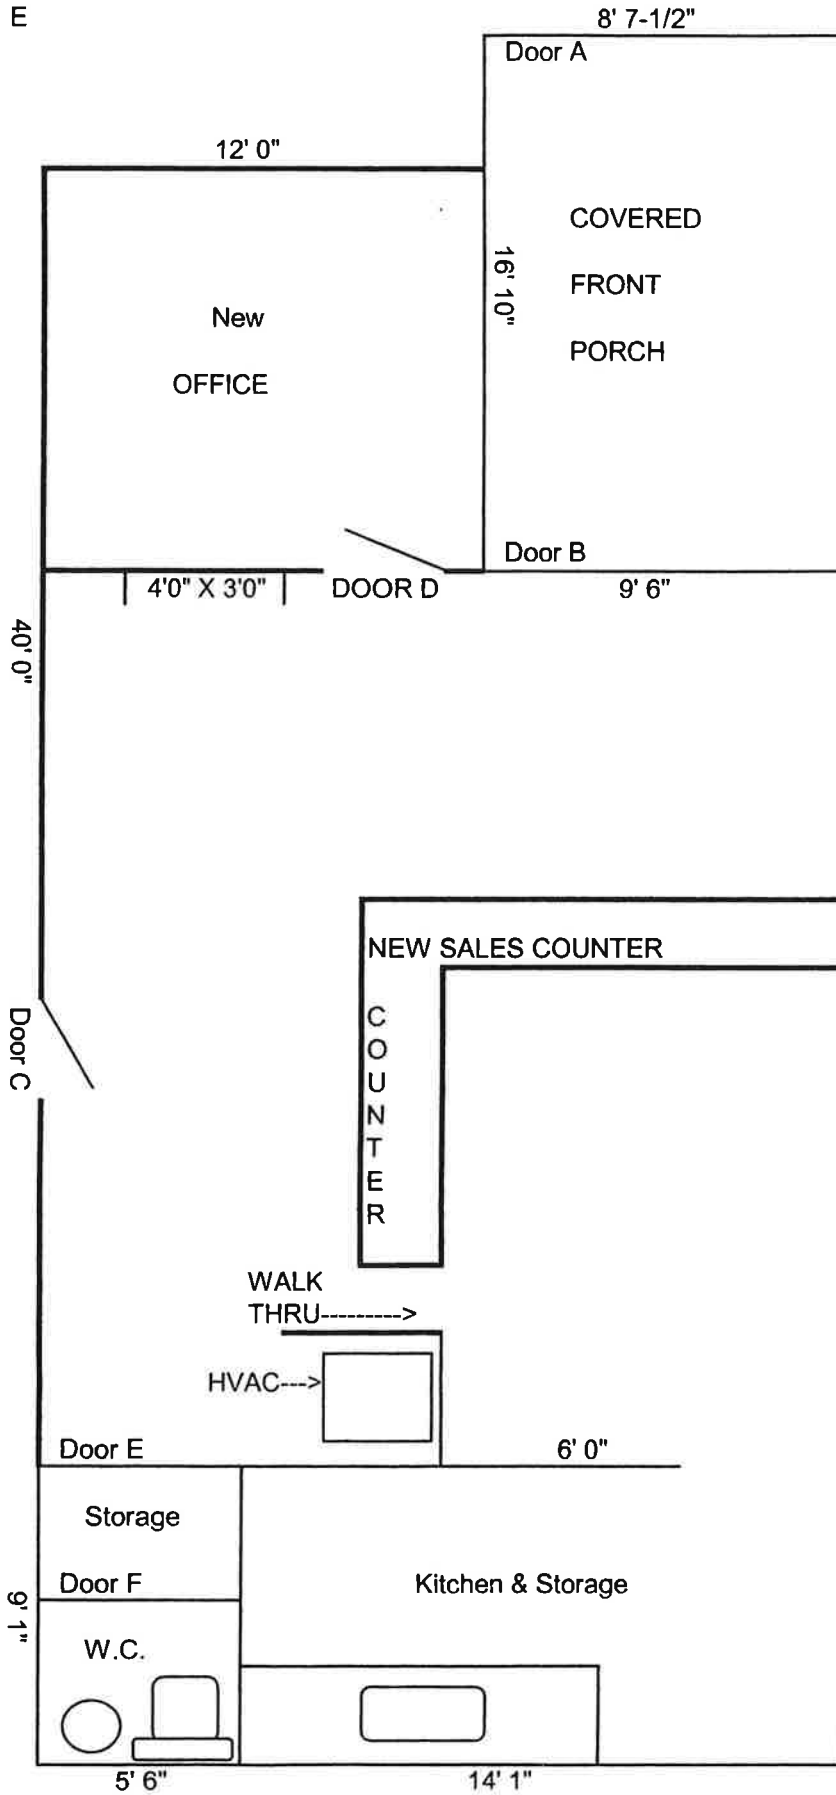 E
8' 7-1/2"
Door A
12' 0"
COVERED
FRONT
PORCH
16' 10"
New
OFFICE
Door B
4'0" X 3'0"
DOOR D
9' 6"
40' 0"
NEW SALES COUNTER
C
O
U
N
T
E
R
Door C
WALK
THRU--------->
HVAC--->
Door E
6' 0"
Storage
Door F
Kitchen & Storage
9' 1"
W.C.
5' 6"
14' 1"